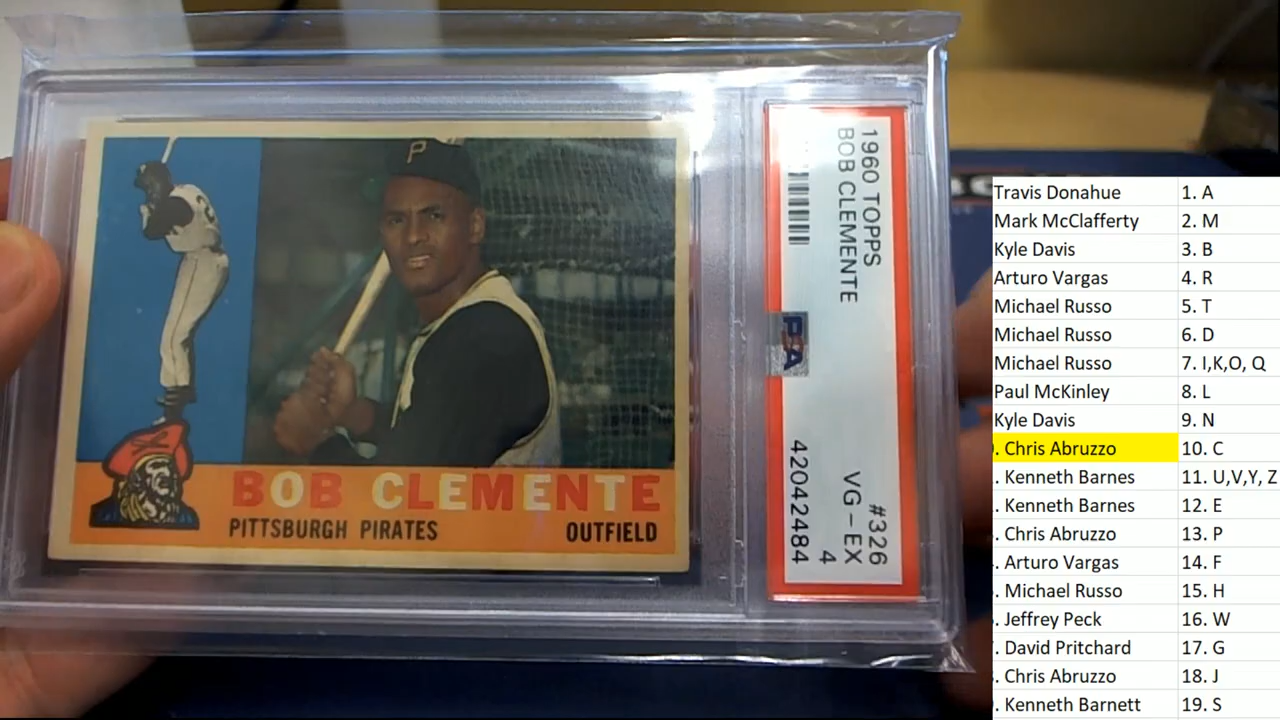 P
BOB CLEMENTE
PITTSBURGH PIRATES OUTFIELD
1960 TOPPS #326
BOB CLEMENTE VG-EX
4
PSA 42042484
Travis Donahue 1. A
Mark McClafferty 2. M
Kyle Davis 3. B
Arturo Vargas 4. R
Michael Russo 5. T
Michael Russo 6. D
Michael Russo 7. I,K,O, Q
Paul McKinley 8. L
Kyle Davis 9. N
. Chris Abruzzo 10. C
. Kenneth Barnes 11. U,V,Y, Z
. Kenneth Barnes 12. E
. Chris Abruzzo 13. P
. Arturo Vargas 14. F
. Michael Russo 15. H
. Jeffrey Peck 16. W
. David Pritchard 17. G
. Chris Abruzzo 18. J
. Kenneth Barnett 19. S